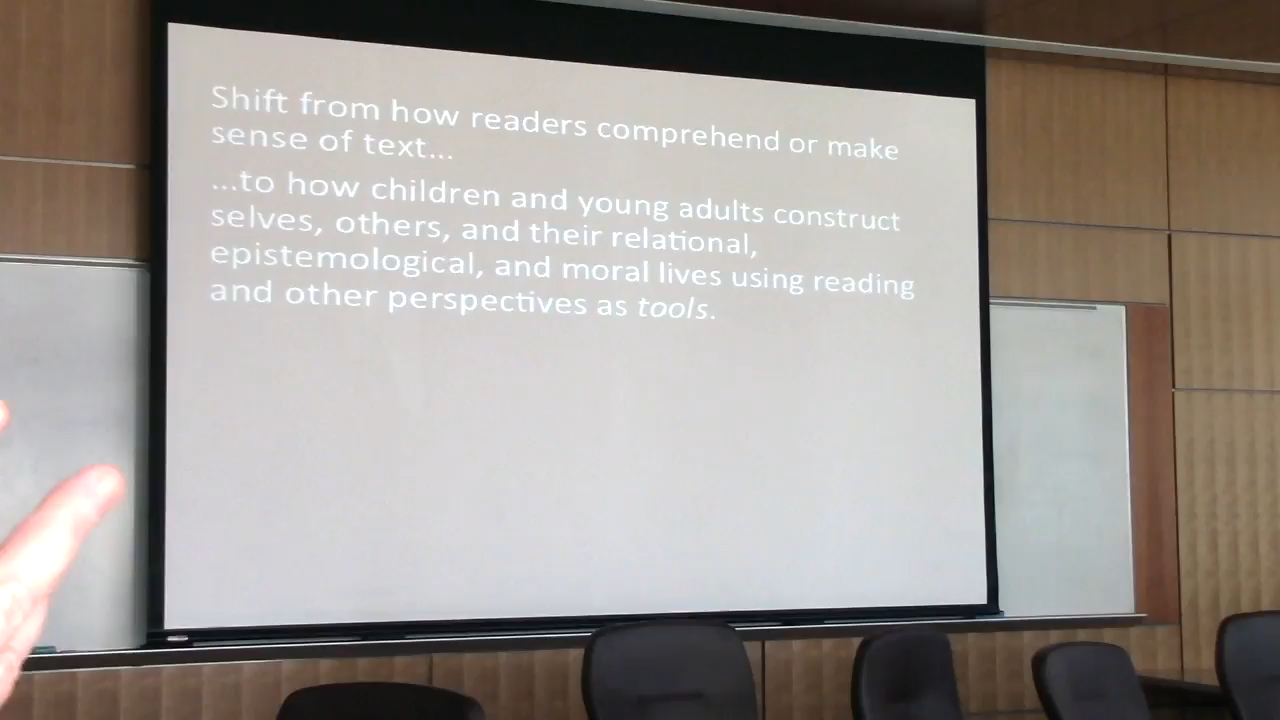 Shift from how readers comprehend or make
sense of text...
...to how children and young adults construct
selves, others, and their relational,
epistemological, and moral lives using reading
and other perspectives as tools.